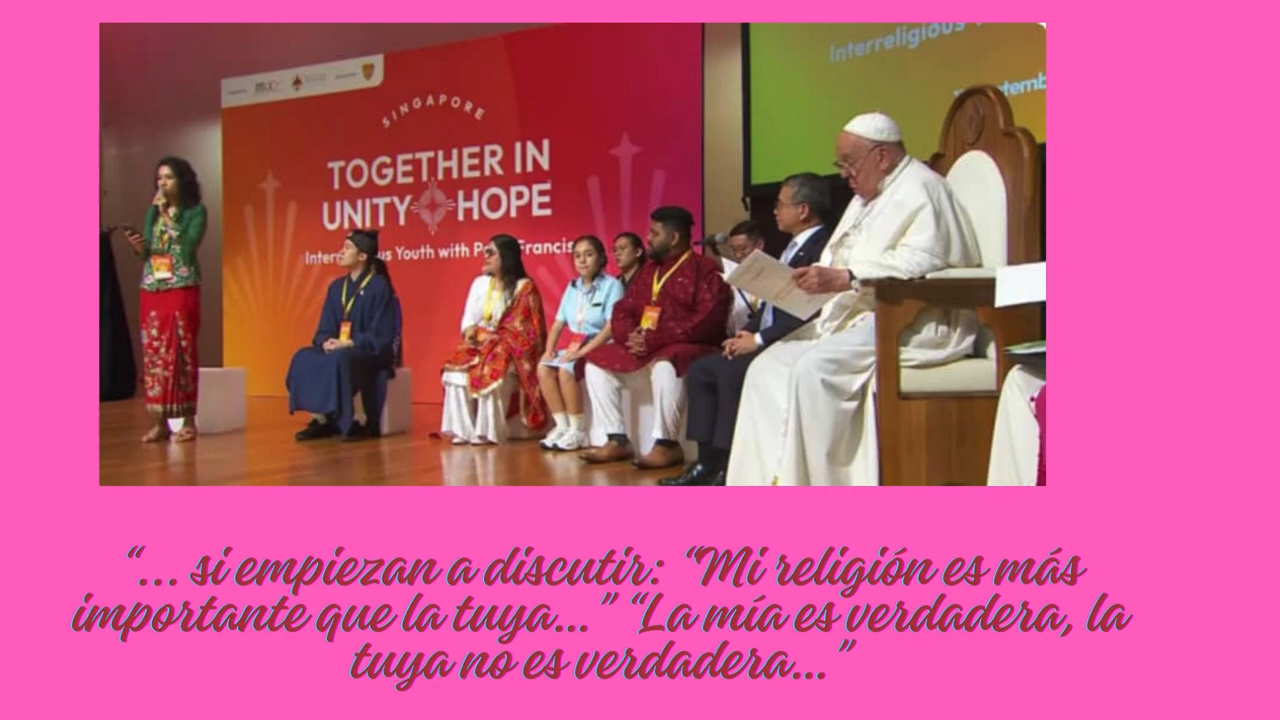 SINGAPORE
TOGETHER IN
UNITY HOPE
Youth with Francis
Interreligious
“... si empiezan a discutir: “Mi religión es más
importante que la tuya...” “La mía es verdadera, la
tuya no es verdadera...”